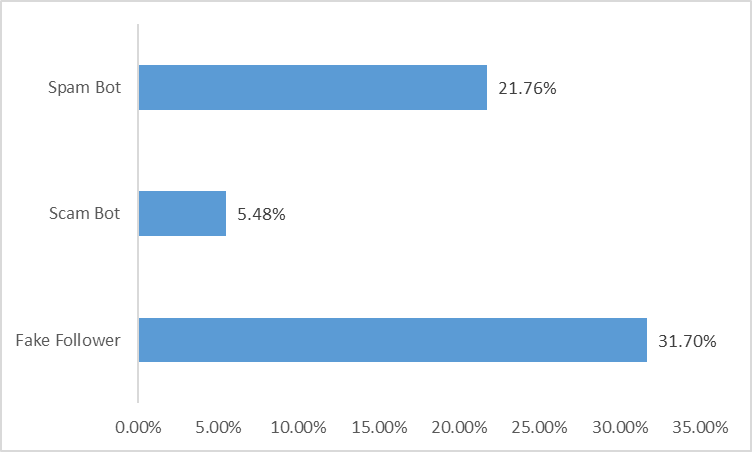 Spam Bot
21.76%
Scam Bot
5.48%
Fake Follower
31.70%
0.00% 5.00% 10.00% 15.00% 20.00% 25.00% 30.00% 35.00%